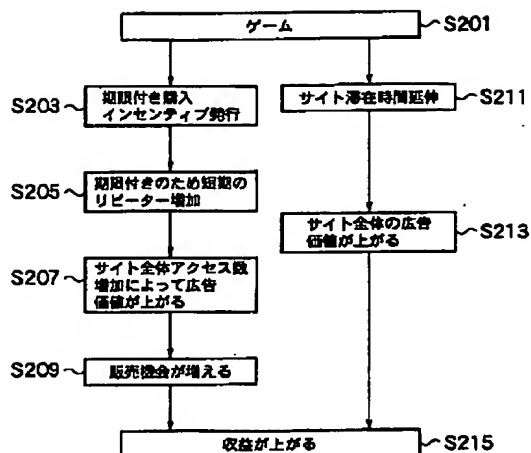 ゲーム
S201
S203
期限付き購入
インセンティブ発行
サイト滞在時間延伸
S211
S205
期限付きのため短期の
リピーター増加
サイト全体の広告
価値が上がる
S213
S207
サイト全体アクセス数
増加によって広告
価値が上がる
S209
販売機会が増える
収益が上がる
S215